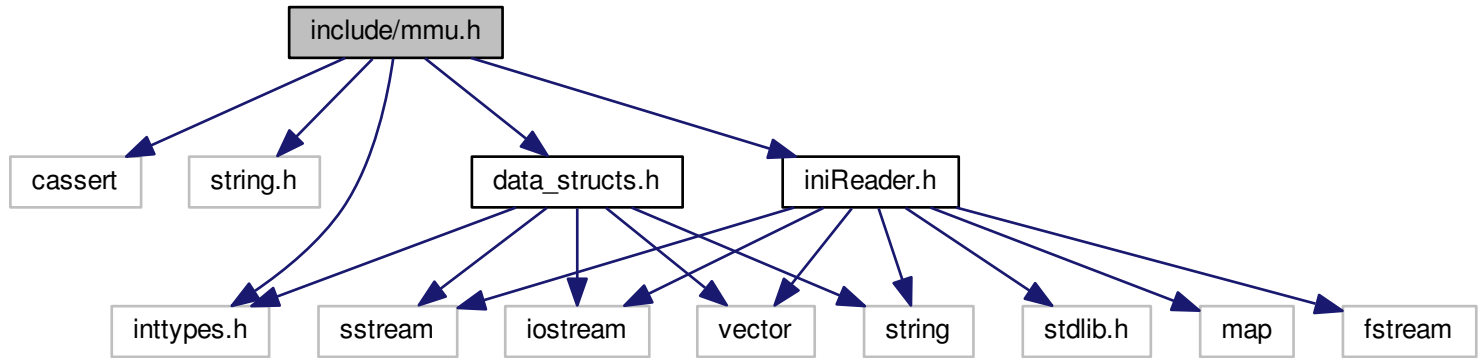 include/mmu.h
cassert
string.h
data_structs.h
iniReader.h
inttypes.h
sstream
iostream
vector
string
stdlib.h
map
fstream